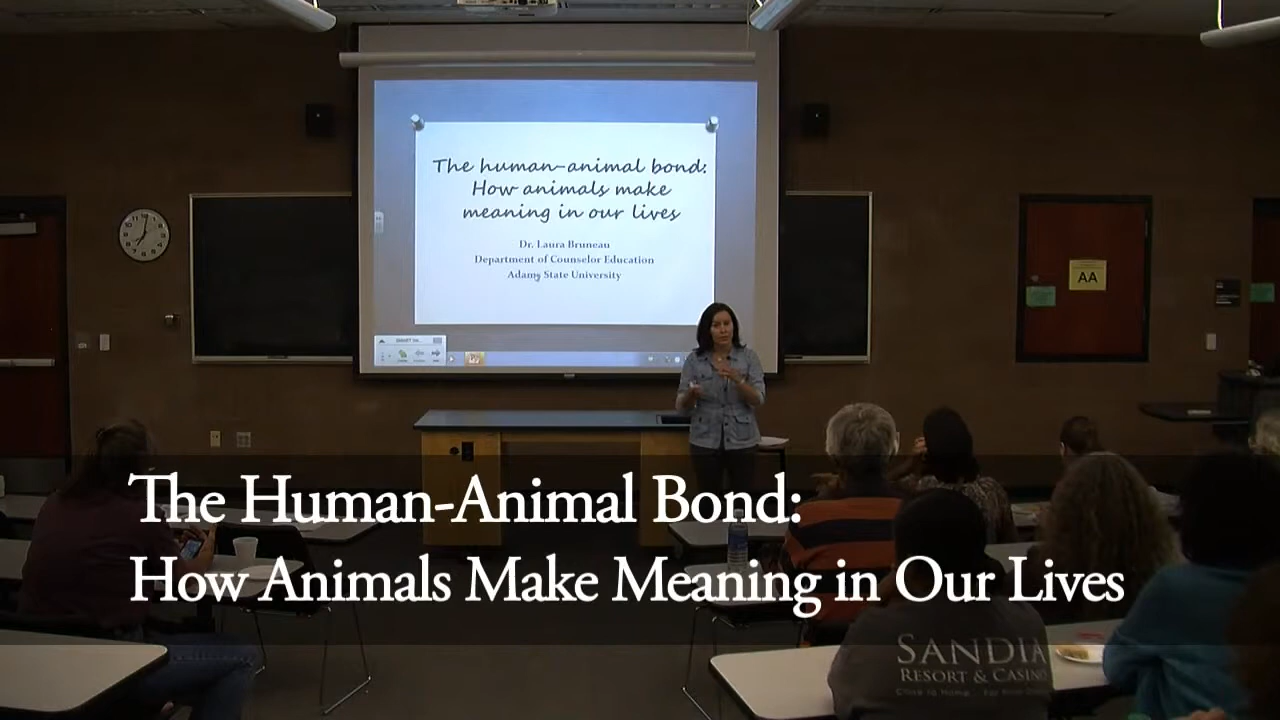 The human-animal bond:
How animals make
meaning in our lives
Dr. Laura Bruneau
Department of Counselor Education
Adams State University
AA
The Human-Animal Bond:
How Animals Make Meaning in Our Lives
SANDIA
RESORT & CASINO